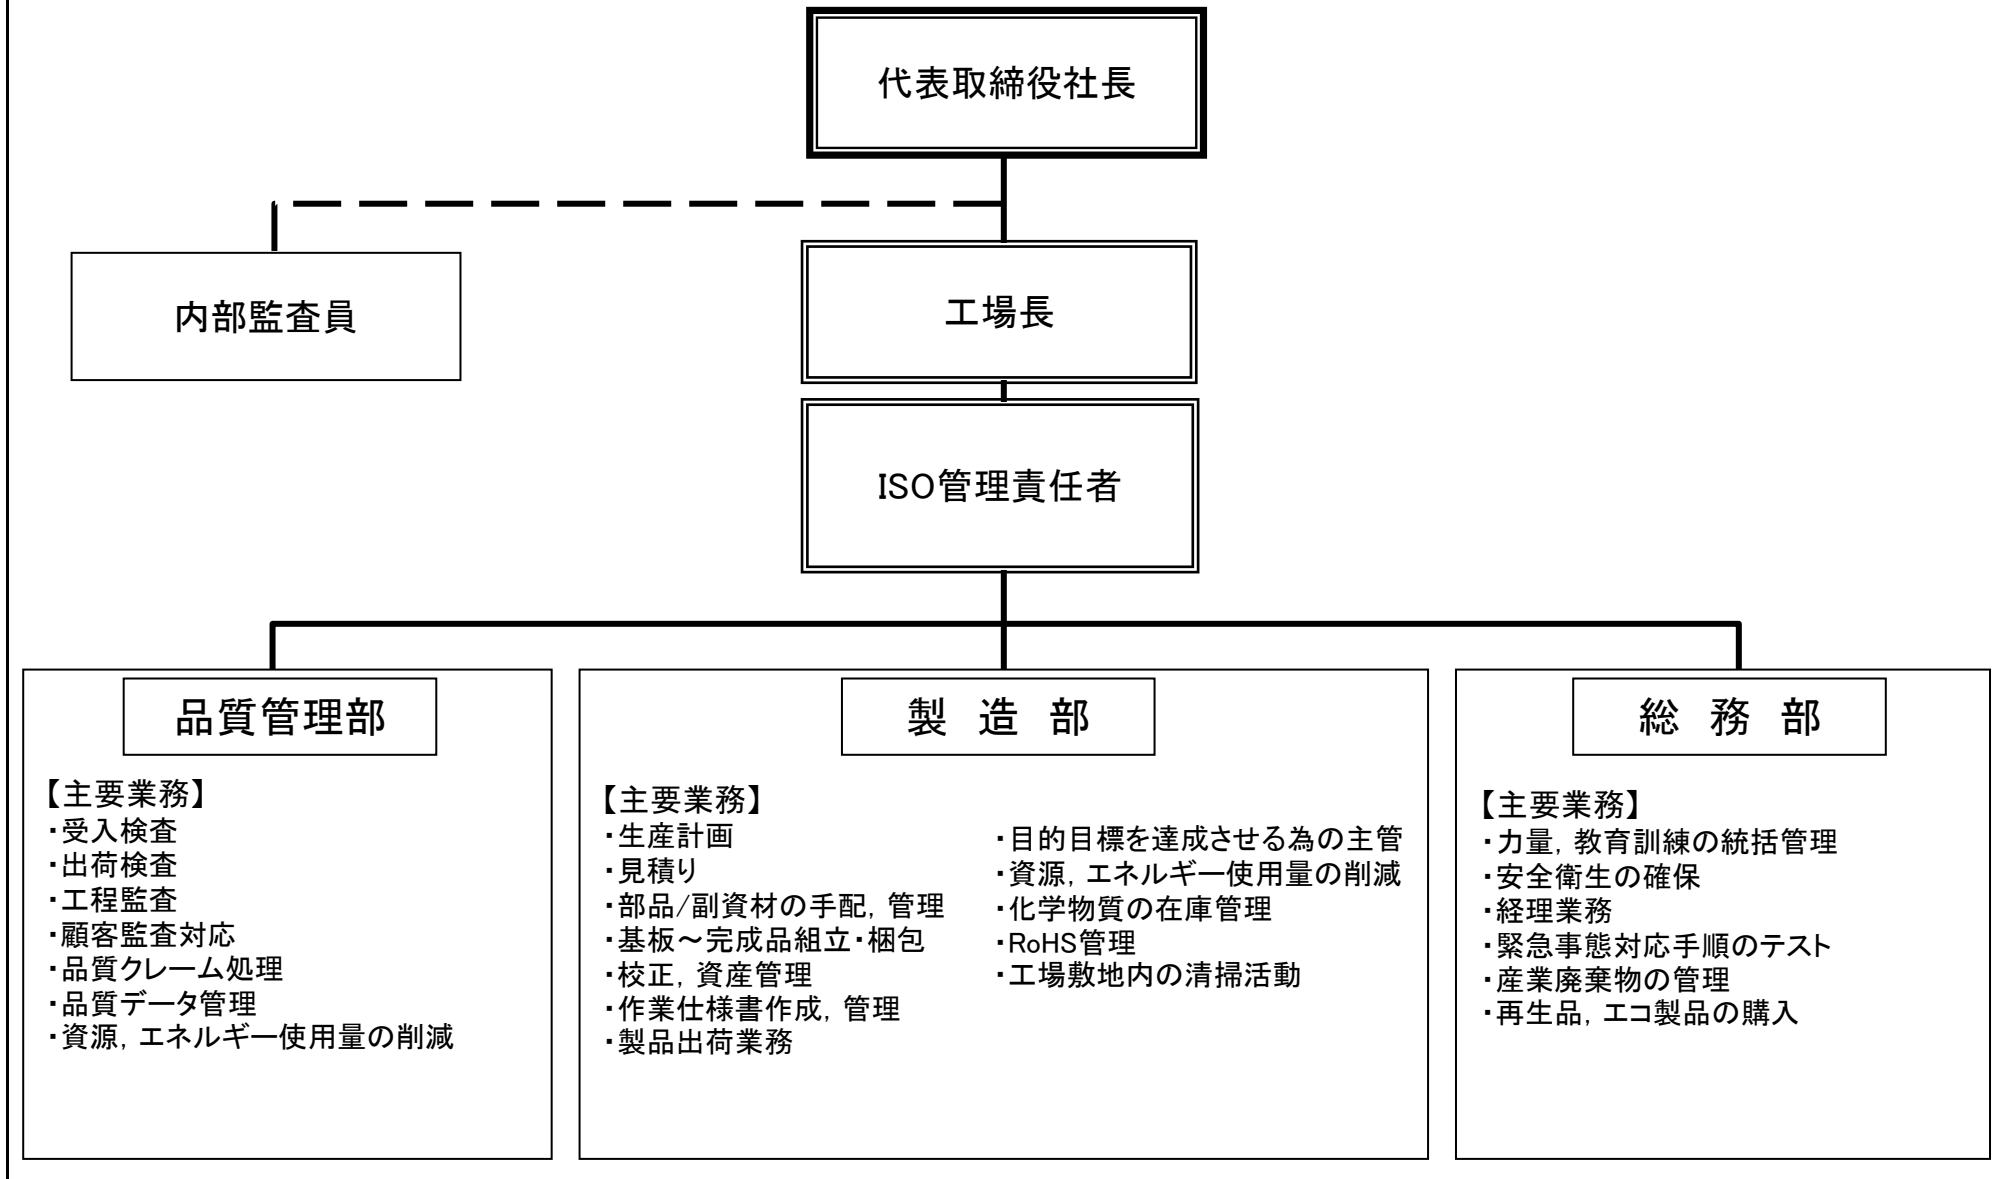 代表取締役社長
内部監査員
工場長
ISO管理責任者
品質管理部
【主要業務】
・受入検査
・出荷検査
・工程監査
・顧客監査対応
・品質クレーム処理
・品質データ管理
・資源, エネルギー使用量の削減
製 造 部
【主要業務】
・生産計画
・見積り
・部品/副資材の手配, 管理
・基板～完成品組立・梱包
・校正, 資産管理
・作業仕様書作成, 管理
・製品出荷業務
・目的目標を達成させる為の主管
・資源, エネルギー使用量の削減
・化学物質の在庫管理
・RoHS管理
・工場敷地内の清掃活動
総 務 部
【主要業務】
・力量, 教育訓練の統括管理
・安全衛生の確保
・経理業務
・緊急事態対応手順のテスト
・産業廃棄物の管理
・再生品, エコ製品の購入